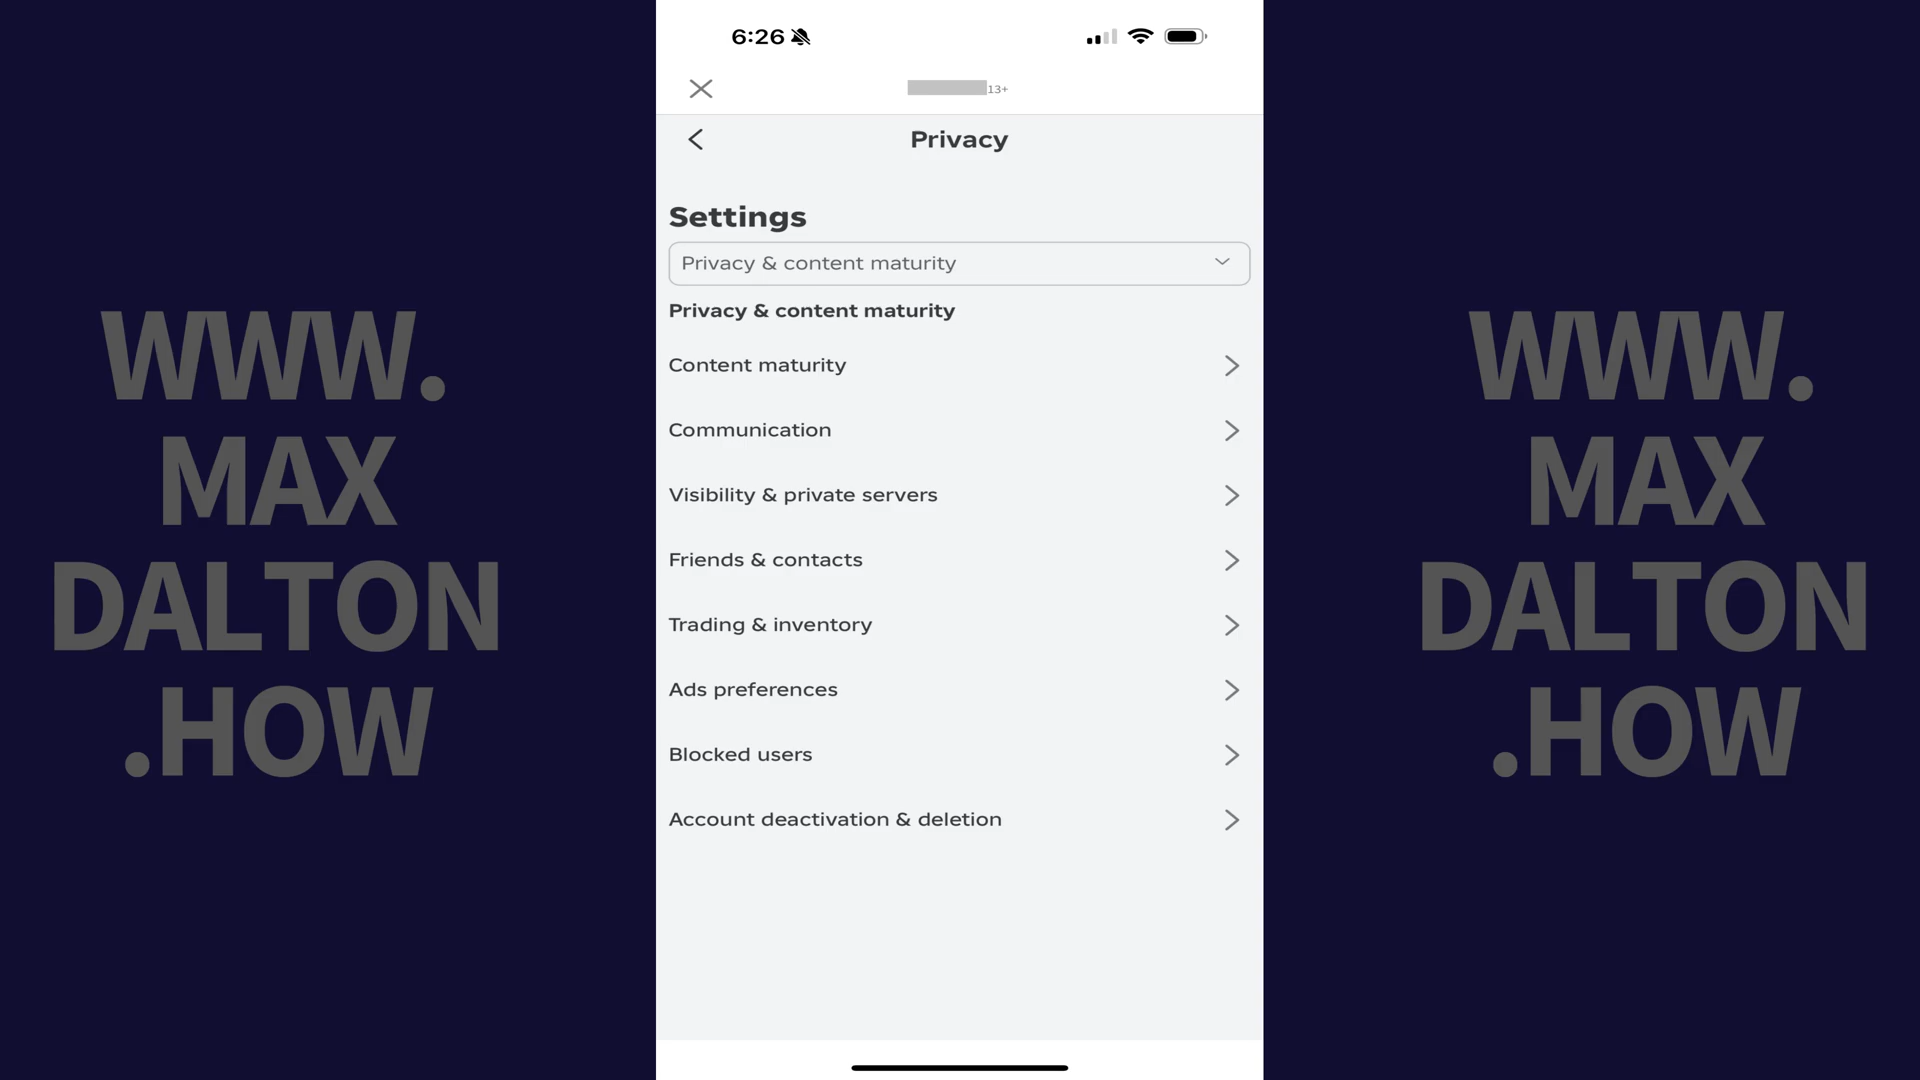 WWW.
MAX
DALTON
.HOW
6:26
13+
Privacy
Settings
Privacy & content maturity
Privacy & content maturity
Content maturity
Communication
Visibility & private servers
Friends & contacts
Trading & inventory
Ads preferences
Blocked users
Account deactivation & deletion
WWW.
MAX
DALTON
.HOW